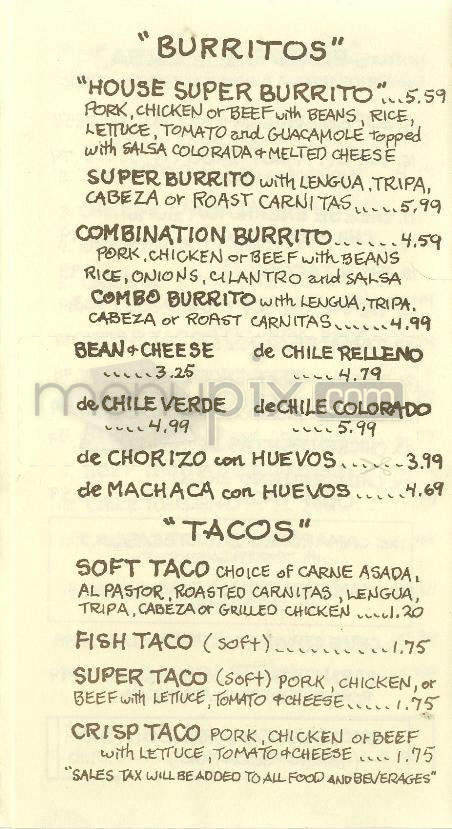 "BURRITOS"
"HOUSE SUPER BURRITO"...5.59
PORK, CHICKEN or BEEF with BEANS, RICE,
LETTUCE, TOMATO and GUACAMOLE topped
with SALSA COLORADA & MELTED CHEESE
SUPER BURRITO with LENGUA, TRIPA,
CABEZA or ROAST CARNITAS.....5.99
COMBINATION BURRITO......4.59
PORK, CHICKEN or BEEF with BEANS
RICE, ONIONS, CILANTRO and SALSA
COMBO BURRITO with LENGUA, TRIPA,
CABEZA or ROAST CARNITAS......4.99
BEAN & CHEESE de CHILE RELLENO
.....3.25 ....4.79
menupix.com
de CHILE VERDE de CHILE COLORADO
....4.99 ....5.99
de CHORIZO con HUEVOS......3.99
de MACHACA con HUEVOS.....4.69
"TACOS"
SOFT TACO CHOICE of CARNE ASADA,
AL PASTOR, ROASTED CARNITAS, LENGUA,
TRIPA, CABEZA or GRILLED CHICKEN ....1.20
FISH TACO (soft)...........1.75
SUPER TACO (soft) PORK, CHICKEN, or
BEEF with LETTUCE, TOMATO & CHEESE.....1.75
CRISP TACO PORK, CHICKEN or BEEF
with LETTUCE, TOMATO & CHEESE ....1.75
"SALES TAX WILL BE ADDED TO ALL FOOD AND BEVERAGES"